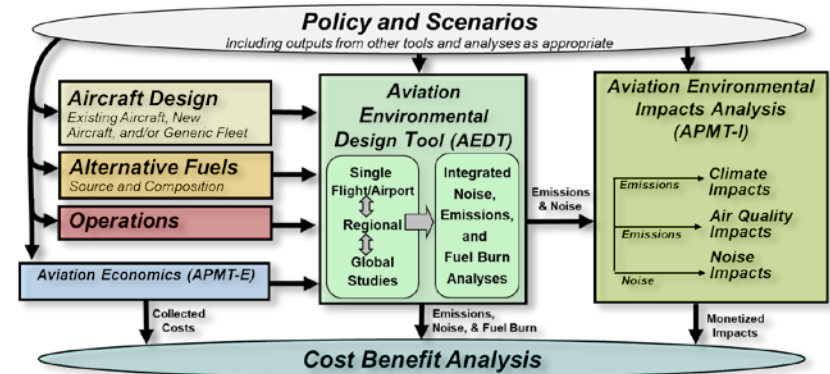 Policy and Scenarios
Including outputs from other tools and analyses as appropriate
Aircraft Design
Existing Aircraft, New
Aircraft, and/or Generic Fleet
Alternative Fuels
Source and Composition
Operations
Aviation Economics (APMT-E)
Collected
Costs
Aviation
Environmental
Design Tool (AEDT)
Single
Flight/Airport
Regional
Global
Studies
Integrated
Noise,
Emissions,
and
Fuel Burn
Analyses
Emissions
& Noise
Emissions,
Noise, & Fuel Burn
Aviation Environmental
Impacts Analysis
(APMT-I)
Emissions
Climate
Impacts
Emissions
Air Quality
Impacts
Noise
Noise
Impacts
Monetized
Impacts
Cost Benefit Analysis